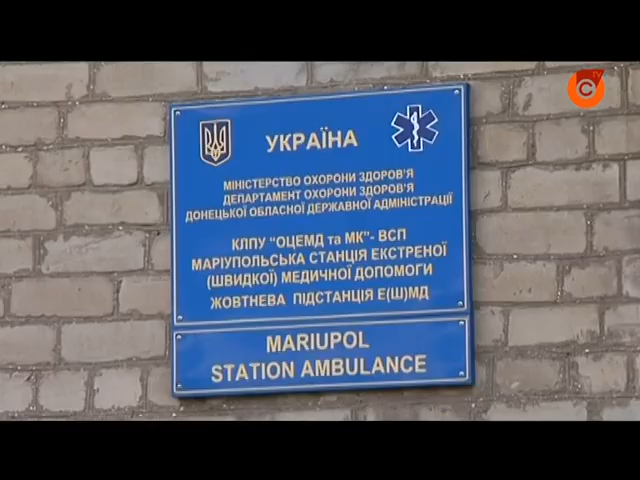 C TV
УКРАЇНА
МІНІСТЕРСТВО ОХОРОНИ ЗДОРОВ'Я
ДЕПАРТАМЕНТ ОХОРОНИ ЗДОРОВ'Я
ДОНЕЦЬКОЇ ОБЛАСНОЇ ДЕРЖАВНОЇ АДМІНІСТРАЦІЇ
КЛПУ "ОЦЕМД та МК"- ВСП
МАРІУПОЛЬСЬКА СТАНЦІЯ ЕКСТРЕНОЇ
(ШВИДКОЇ) МЕДИЧНОЇ ДОПОМОГИ
ЖОВТНЕВА ПІДСТАНЦІЯ Е(Ш)МД
MARIUPOL
STATION AMBULANCE